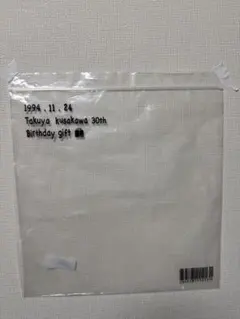 1994.11.24
Takuya kusakawa 30th
Birthday gift